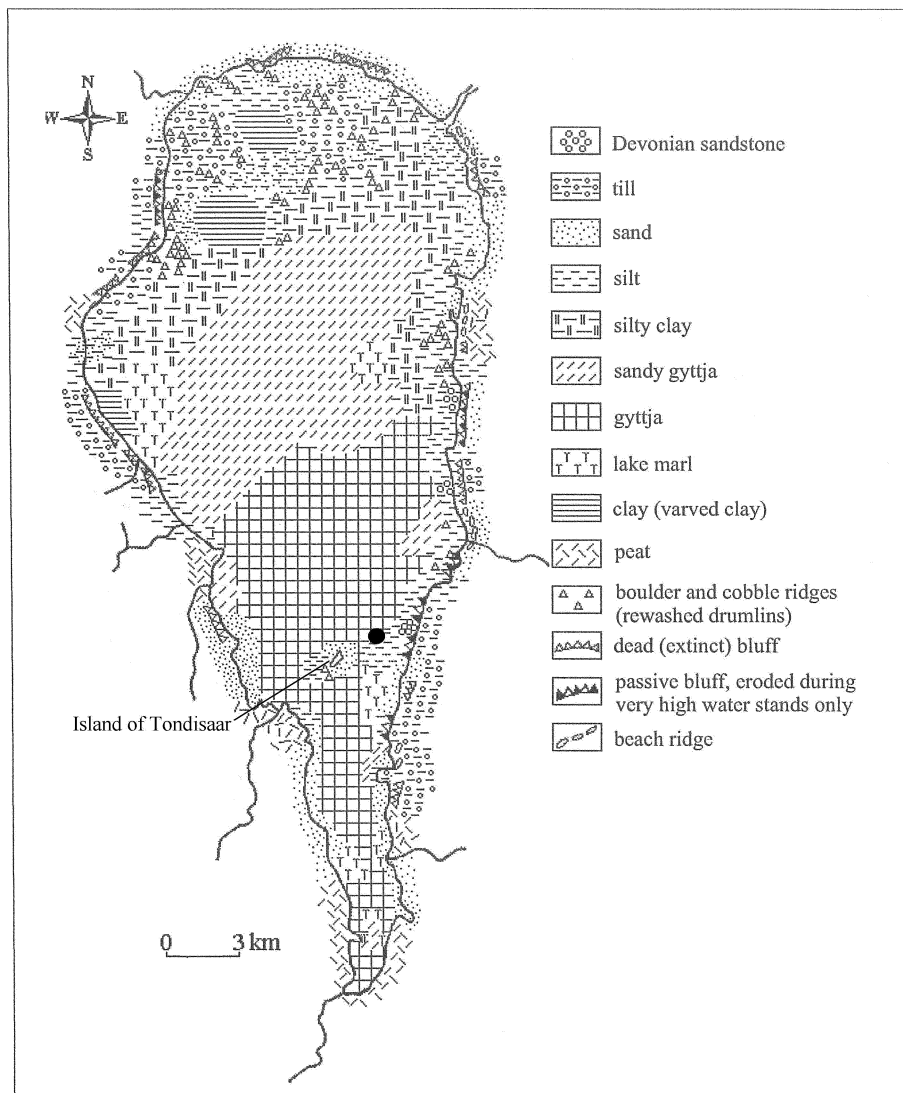 N
W E
S
Devonian sandstone
till
sand
silt
silty clay
sandy gyttja
gyttja
lake marl
clay (varved clay)
peat
boulder and cobble ridges
(rewashed drumlins)
dead (extinct) bluff
passive bluff, eroded during
very high water stands only
beach ridge
Island of Tondisaar
0 3 km